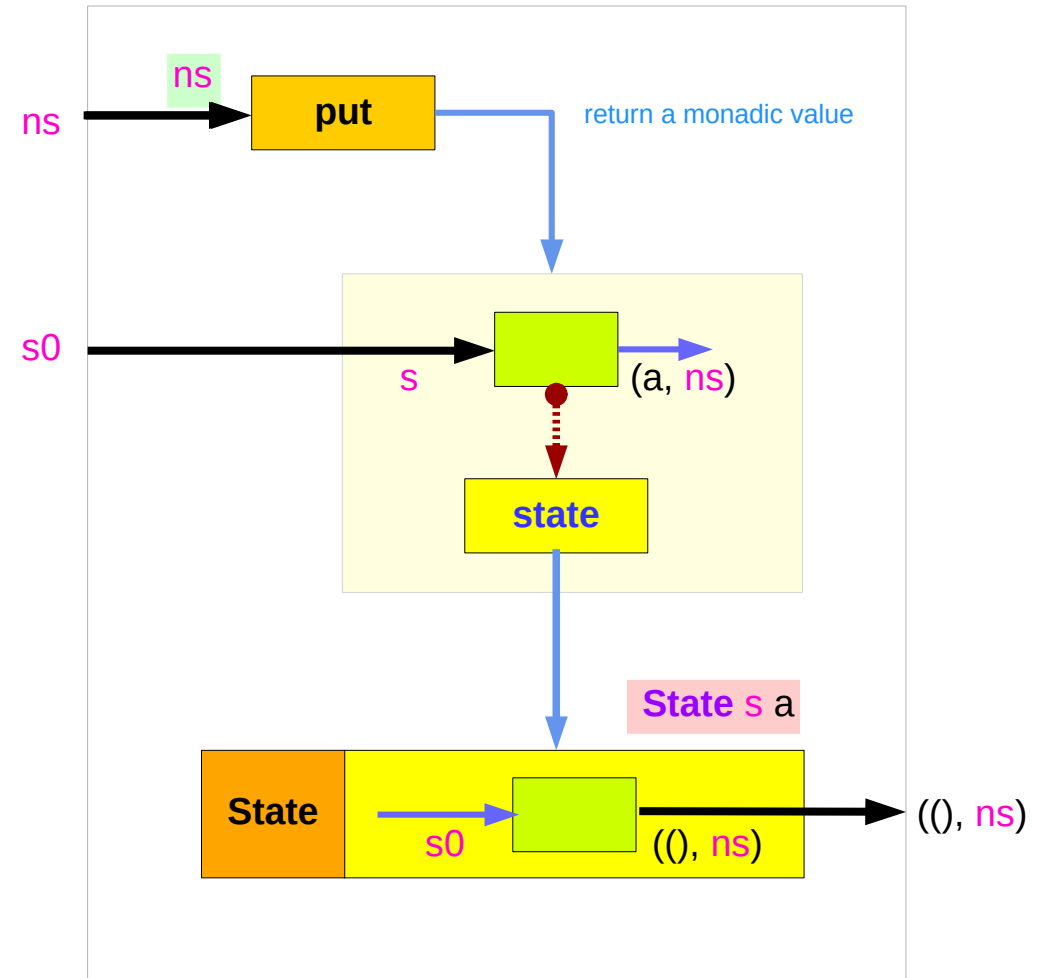 ns
ns
put
return a monadic value
s0
s
(a, ns)
state
State s a
State
s0
((), ns)
((), ns)